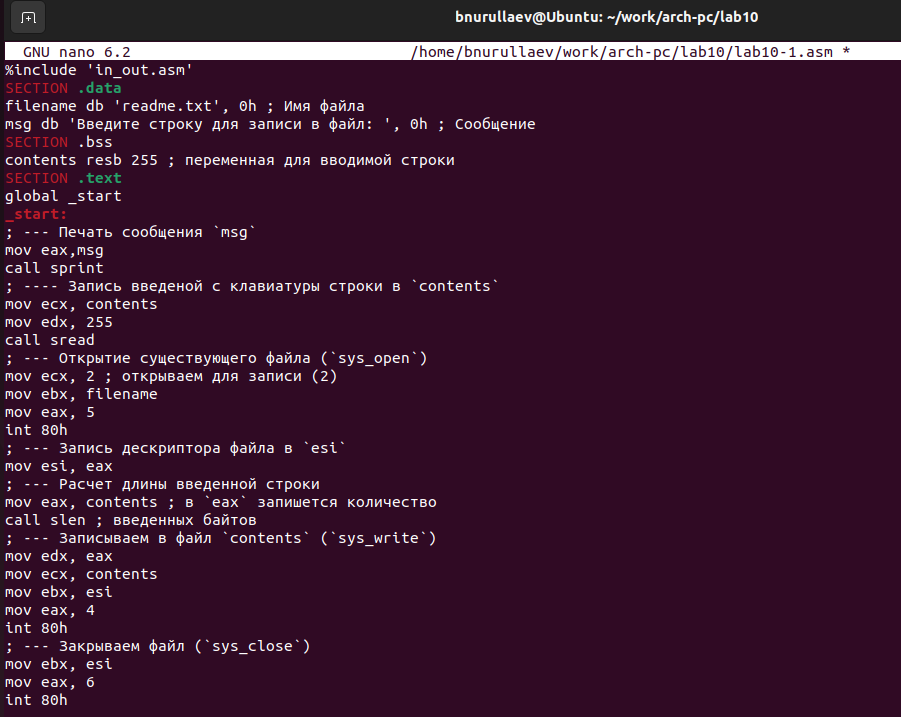 bnurullaev@Ubuntu: ~/work/arch-pc/lab10
GNU nano 6.2 /home/bnurullaev/work/arch-pc/lab10/lab10-1.asm *
%include 'in_out.asm'
SECTION .data
filename db 'readme.txt', 0h ; Имя файла
msg db 'Введите строку для записи в файл: ', 0h ; Сообщение
SECTION .bss
contents resb 255 ; переменная для вводимой строки
SECTION .text
global _start
_start:
; --- Печать сообщения `msg`
mov eax,msg
call sprint
; ---- Запись введеной с клавиатуры строки в `contents`
mov ecx, contents
mov edx, 255
call sread
; --- Открытие существующего файла (`sys_open`)
mov ecx, 2 ; открываем для записи (2)
mov ebx, filename
mov eax, 5
int 80h
; --- Запись дескриптора файла в `esi`
mov esi, eax
; --- Расчет длины введенной строки
mov eax, contents ; в `eax` запишется количество
call slen ; введенных байтов
; --- Записываем в файл `contents` (`sys_write`)
mov edx, eax
mov ecx, contents
mov ebx, esi
mov eax, 4
int 80h
; --- Закрываем файл (`sys_close`)
mov ebx, esi
mov eax, 6
int 80h